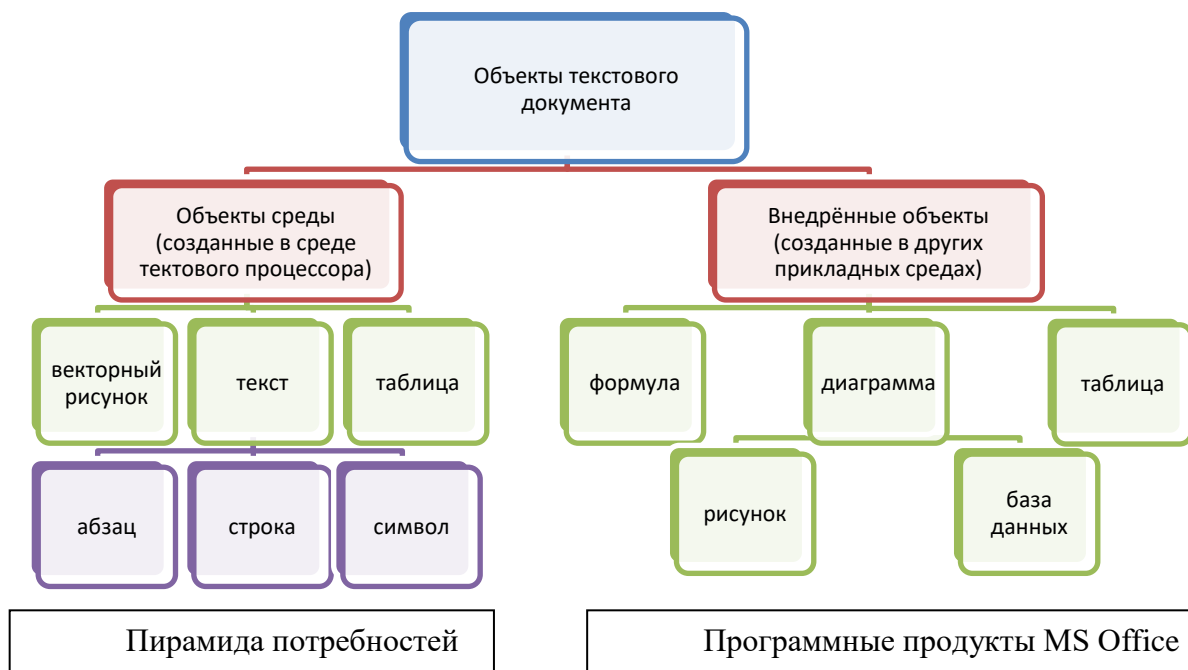 Объекты текстового
документа
Объекты среды
(созданные в среде
тектового процессора)
Внедрённые объекты
(созданные в других
прикладных средах)
векторный
рисунок
текст
таблица
формула
диаграмма
таблица
абзац
строка
символ
рисунок
база
данных
Пирамида потребностей
Программные продукты MS Office